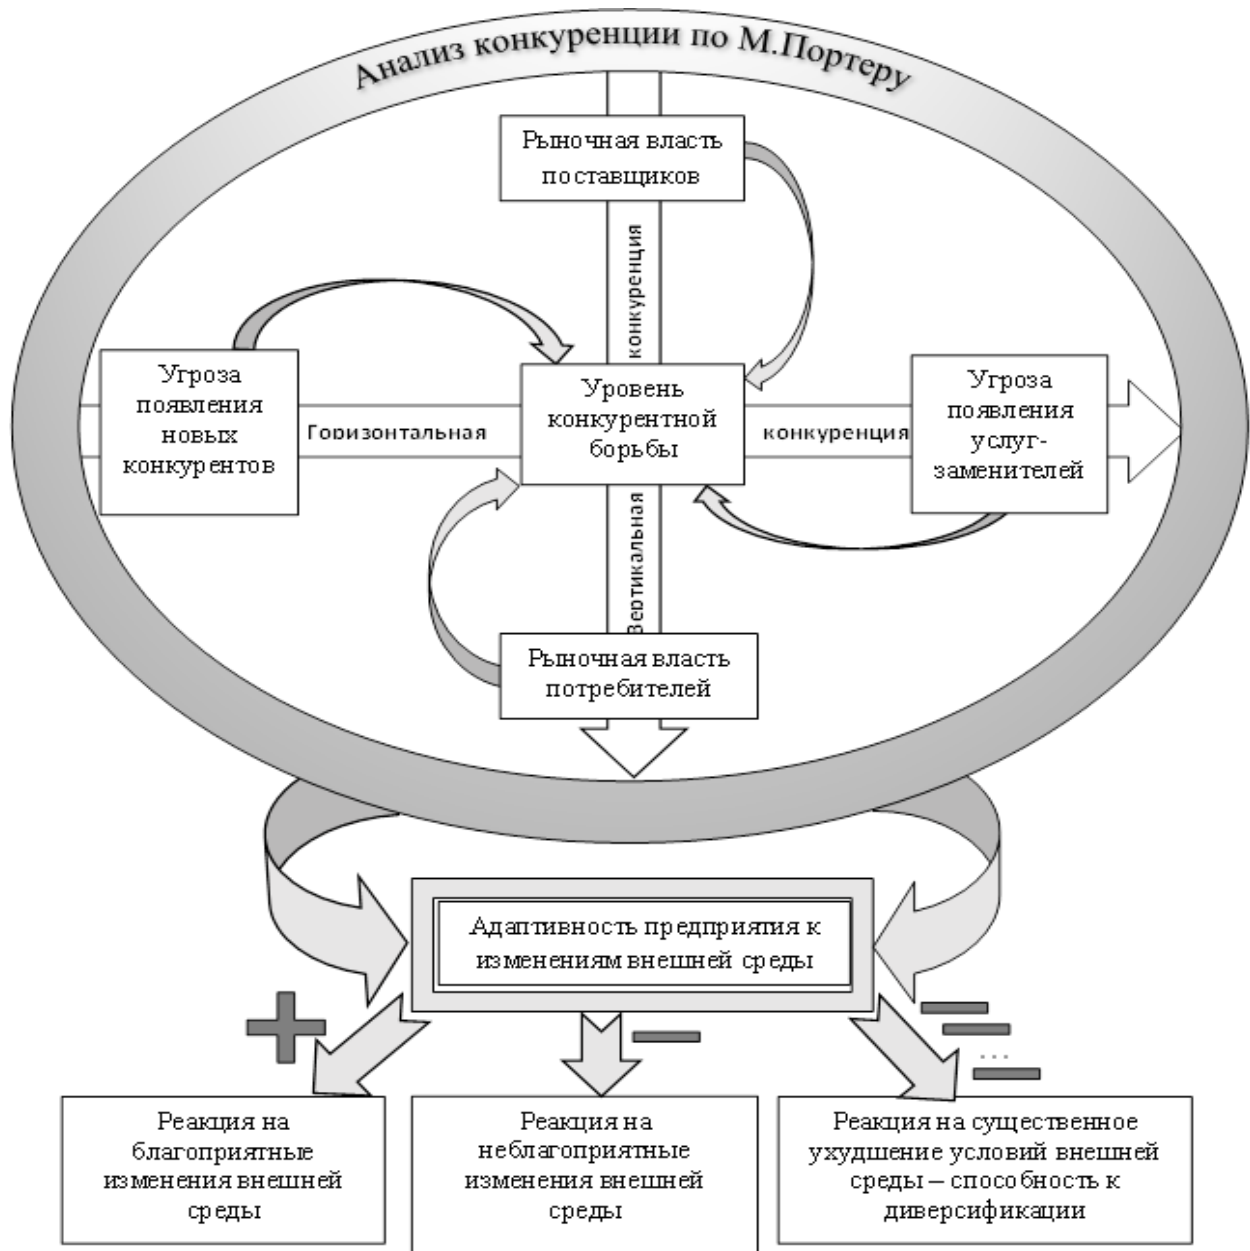 Анализ конкуренции по М.Портеру
Рыночная власть
поставщиков
конкуренция
Угроза
появления
новых
конкурентов
Горизонтальная
Уровень
конкурентной
борьбы
конкуренция
Угроза
появления
услуг-
заменителей
Вертикальная
Рыночная власть
потребителей
Адаптивность предприятия к
изменениям внешней среды
...
Реакция на
благоприятные
изменения внешней
среды
Реакция на
неблагоприятные
изменения внешней
среды
Реакция на существенное
ухудшение условий внешней
среды – способность к
диверсификации